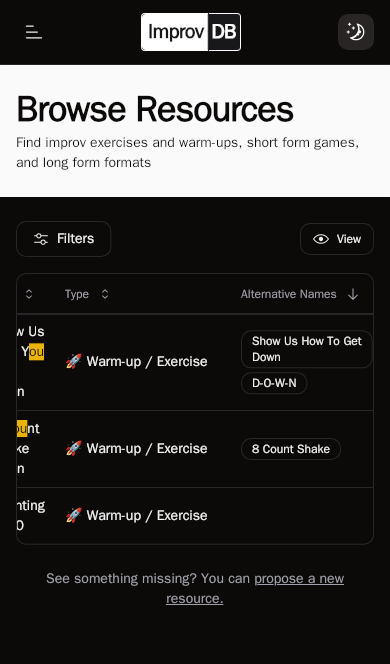 Improv DB
Browse Resources
Find improv exercises and warm-ups, short form games,
and long form formats
Filters
View
Type
Alternative Names
w Us
You
n
🚀 Warm-up / Exercise
Show Us How To Get
Down
D-O-W-N
ount
ke
n
🚀 Warm-up / Exercise
8 Count Shake
nting
0
🚀 Warm-up / Exercise
See something missing? You can propose a new
resource.